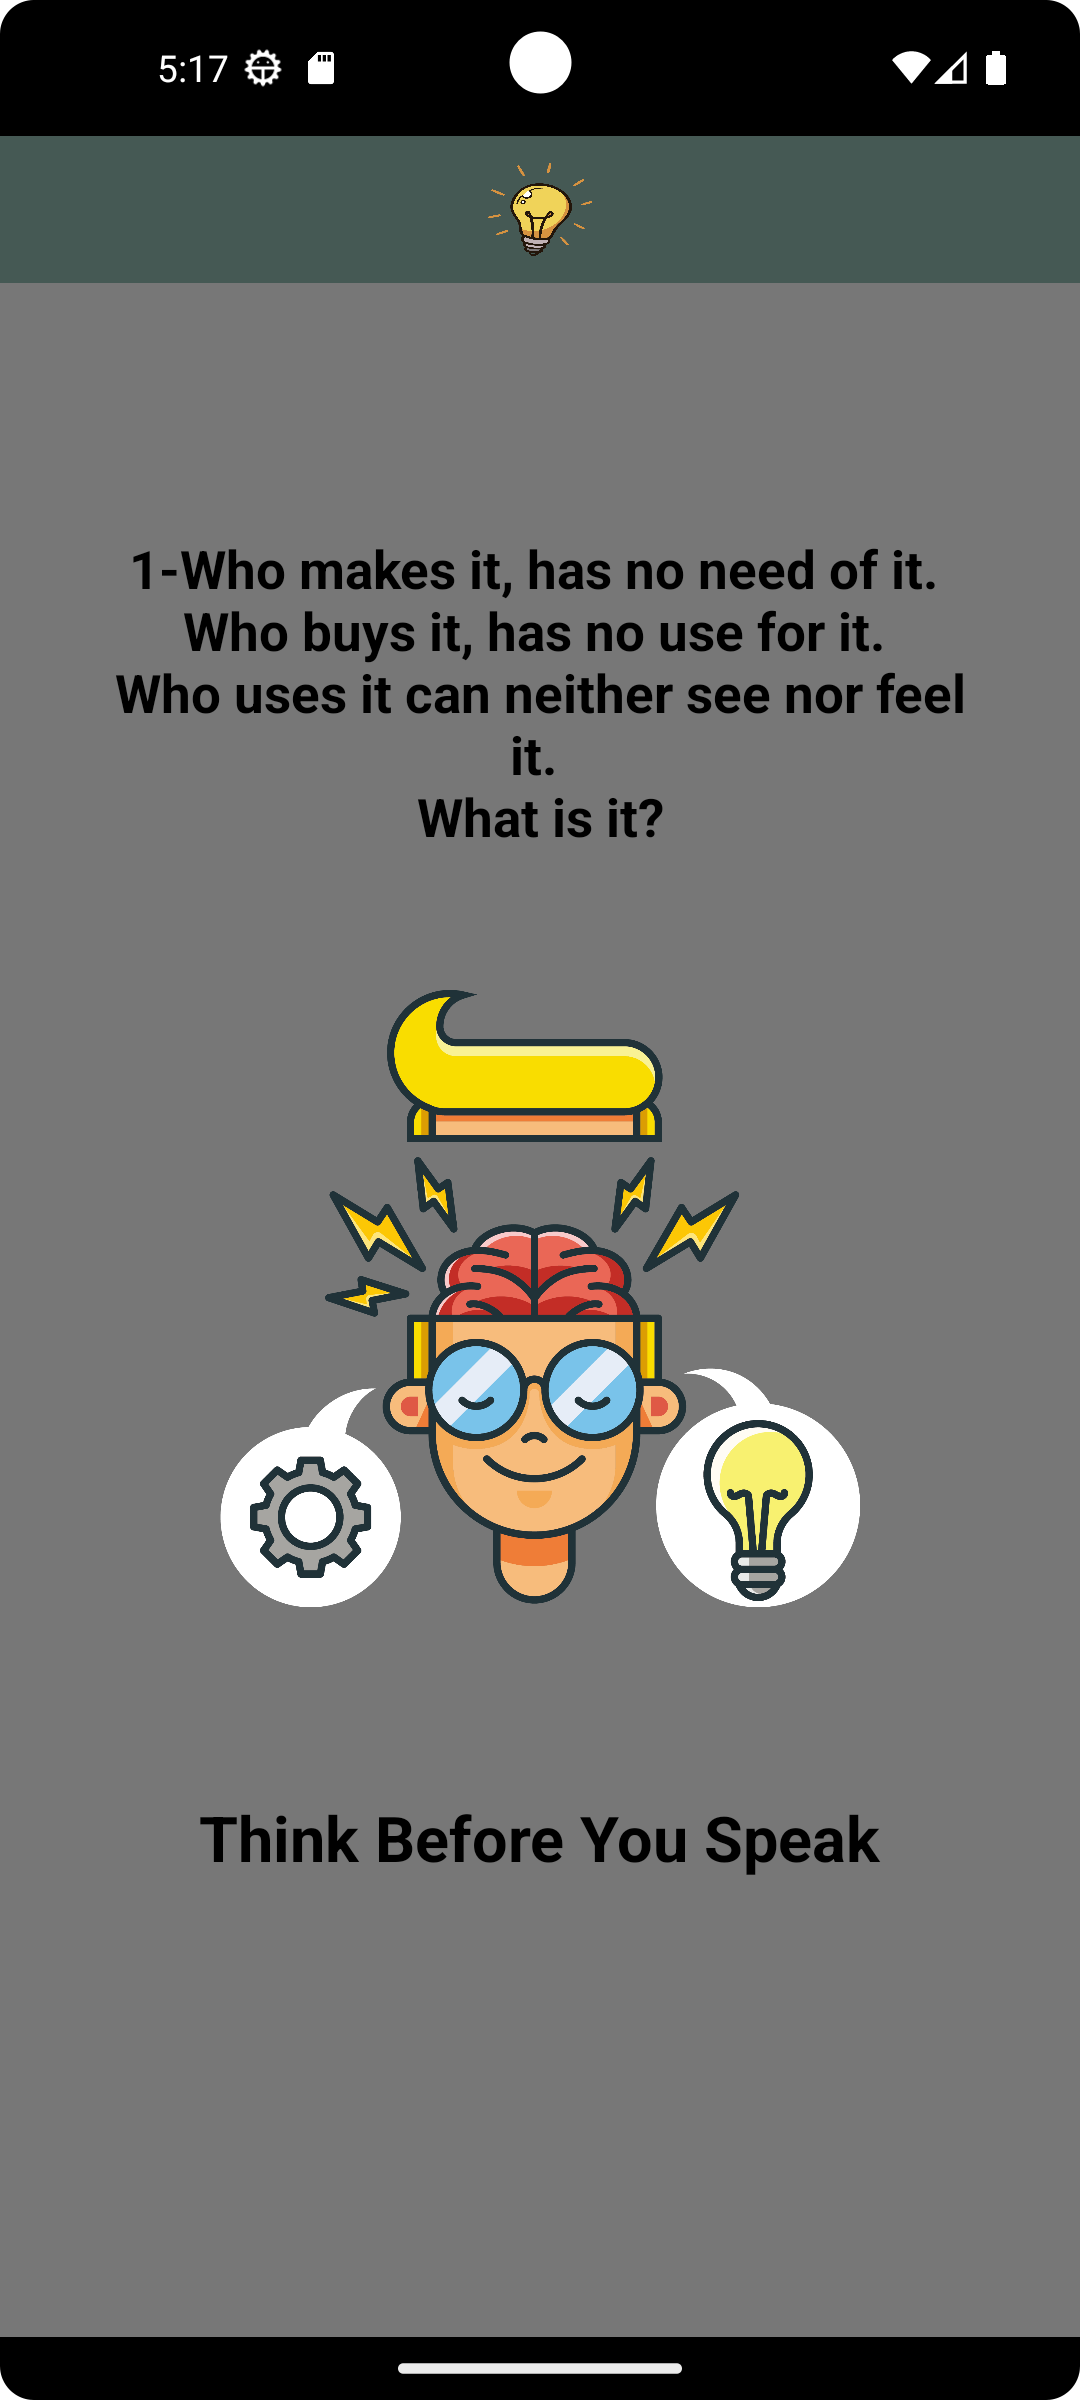 5:17
1-Who makes it, has no need of it.
Who buys it, has no use for it.
Who uses it can neither see nor feel
it.
What is it?
Think Before You Speak